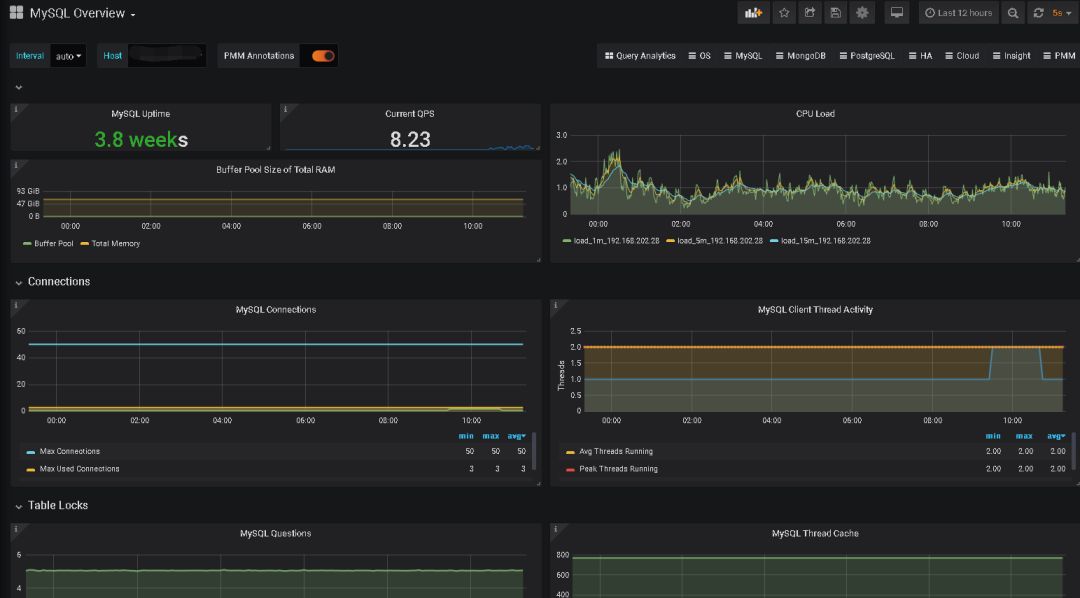 MySQL Overview
Last 12 hours
5s
Interval auto Host PMM Annotations
Query Analytics OS MySQL MongoDB PostgreSQL HA Cloud Insight PMM
MySQL Uptime
3.8 weeks
Current QPS
8.23
Buffer Pool Size of Total RAM
93 GiB
47 GiB
0 B
00:00 02:00 04:00 06:00 08:00 10:00
Buffer Pool Total Memory
CPU Load
3.0
2.0
1.0
0
00:00 02:00 04:00 06:00 08:00 10:00
load_1m_192.168.202.28 load_5m_192.168.202.28 load_15m_192.168.202.28
Connections
MySQL Connections
60
40
20
0
00:00 02:00 04:00 06:00 08:00 10:00
min max avg
Max Connections 50 50 50
Max Used Connections 3 3 3
MySQL Client Thread Activity
Threads
2.5
2.0
1.5
1.0
0.5
0
00:00 02:00 04:00 06:00 08:00 10:00
min max avg
Avg Threads Running 2.00 2.00 2.00
Peak Threads Running 2.00 2.00 2.00
Table Locks
MySQL Questions
6
4
MySQL Thread Cache
800
600
400